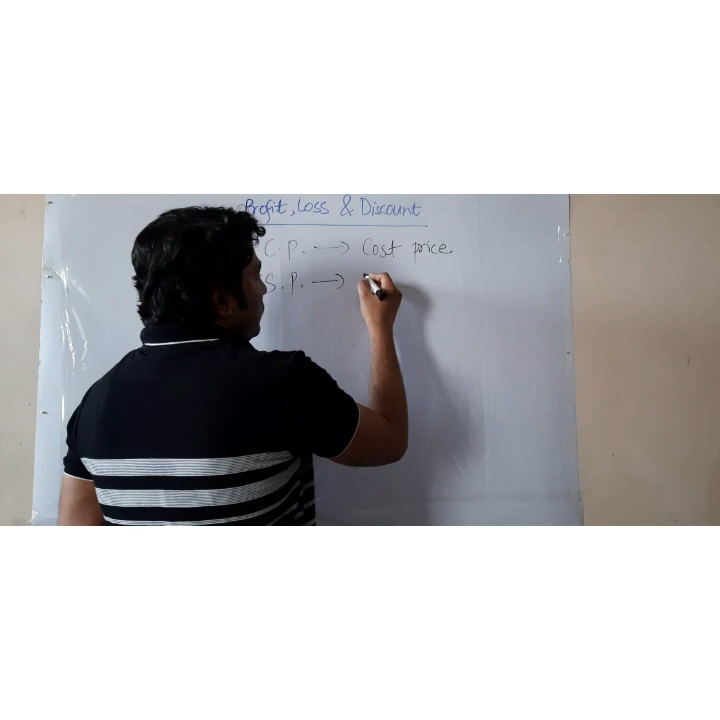 Profit, Loss & Discount
C.P. → Cost price
S.P. →